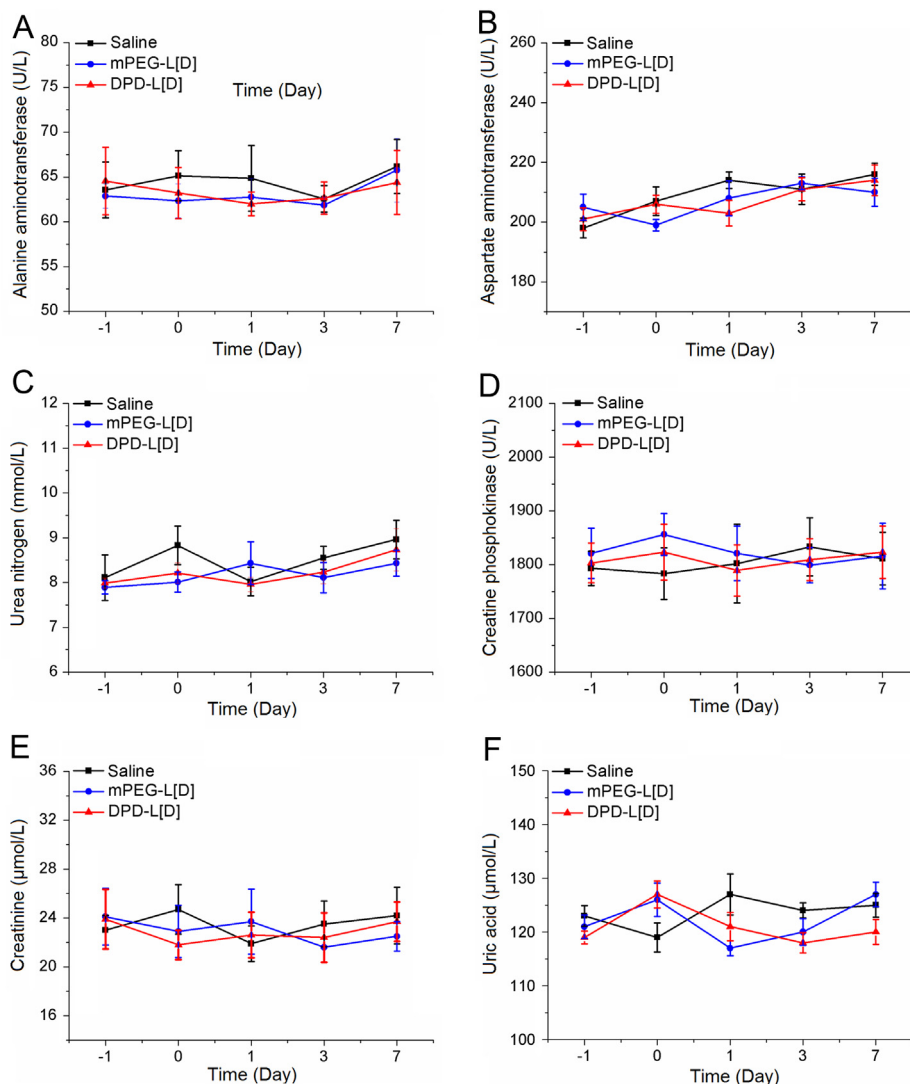 A
Alanine aminotransferase (U/L)
80
75
70
65
60
55
50
Saline
mPEG-L[D]
DPD-L[D]
Time (Day)
-1 0 1 3 7
Time (Day)
B
Aspartate aminotransferase (U/L)
260
240
220
200
180
Saline
mPEG-L[D]
DPD-L[D]
-1 0 1 3 7
Time (Day)
C
Urea nitrogen (mmol/L)
12
11
10
9
8
7
6
Saline
mPEG-L[D]
DPD-L[D]
-1 0 1 3 7
Time (Day)
D
Creatine phosphokinase (U/L)
2100
2000
1900
1800
1700
1600
Saline
mPEG-L[D]
DPD-L[D]
-1 0 1 3 7
Time (Day)
E
Creatinine (μmol/L)
36
32
28
24
20
16
Saline
mPEG-L[D]
DPD-L[D]
-1 0 1 3 7
Time (Day)
F
Uric acid (μmol/L)
150
140
130
120
110
100
Saline
mPEG-L[D]
DPD-L[D]
-1 0 1 3 7
Time (Day)